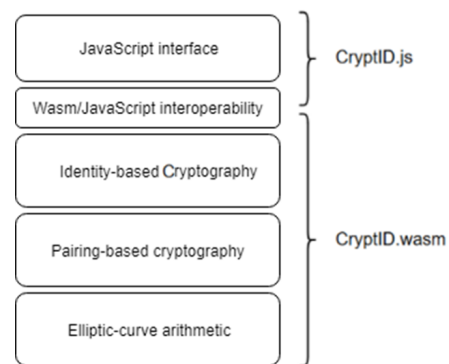 JavaScript interface
CryptID.js
Wasm/JavaScript interoperability
Identity-based Cryptography
Pairing-based cryptography
CryptID.wasm
Elliptic-curve arithmetic